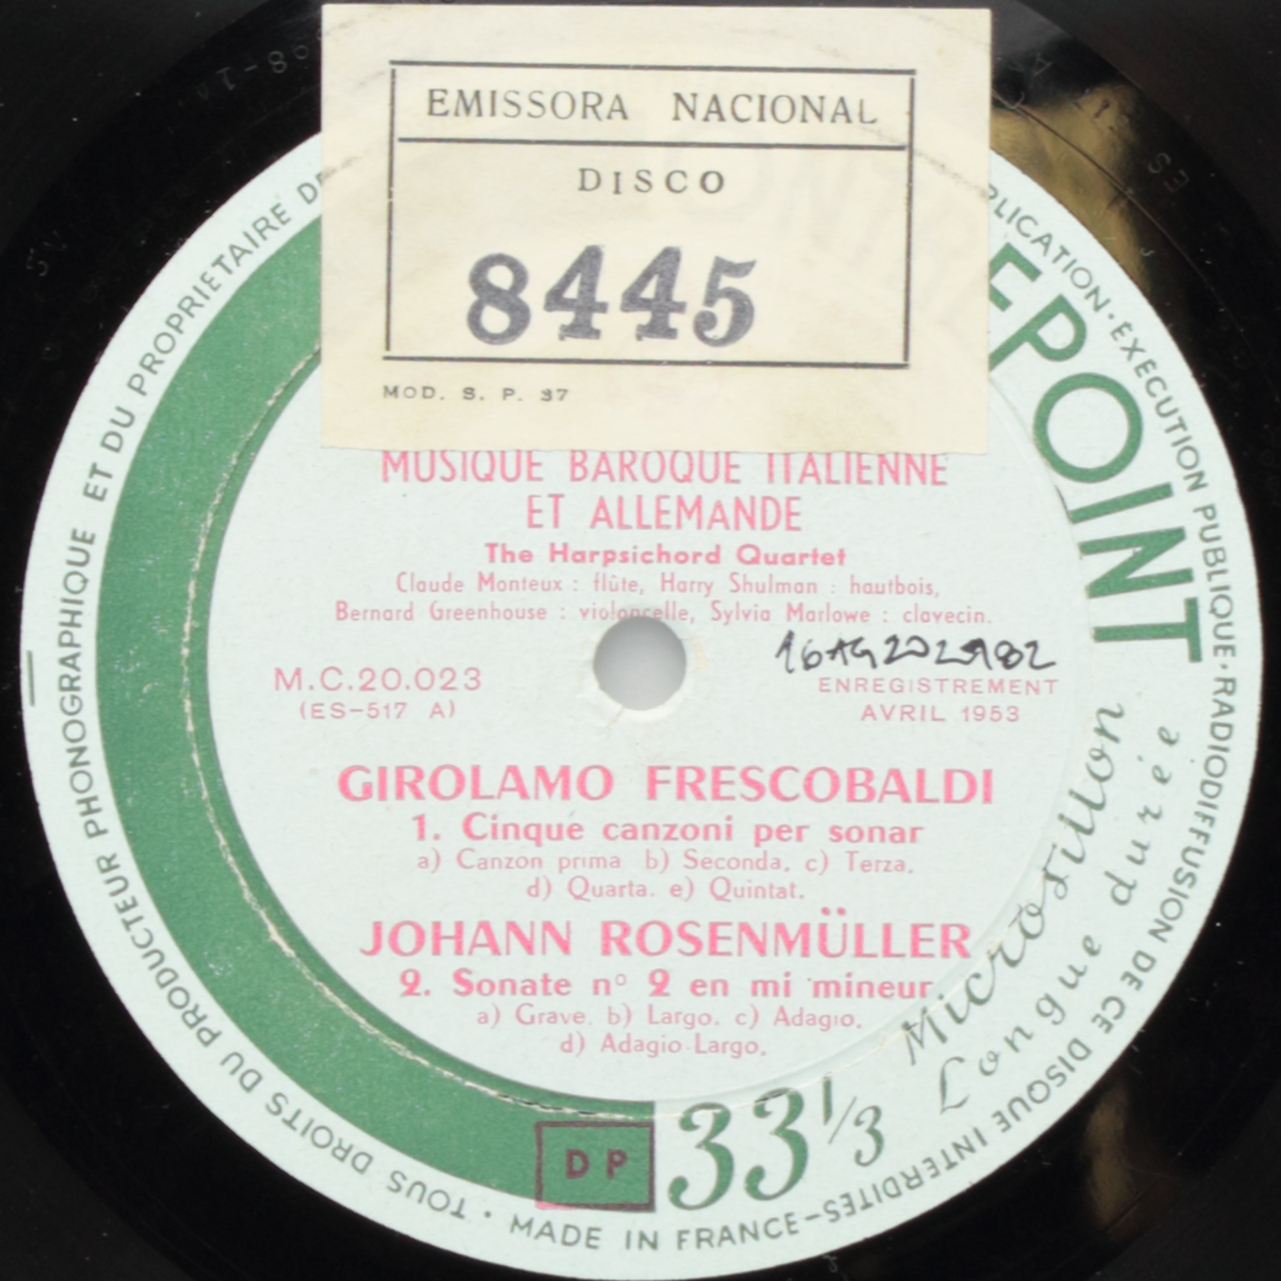 EMISSORA NACIONAL
DISCO
8445
MOD. S. P. 37
MUSIQUE BAROQUE ITALIENNE
ET ALLEMANDE
The Harpsichord Quartet
Claude Monteux : flûte, Harry Shulman : hautbois,
Bernard Greenhouse : violoncelle, Sylvia Marlowe : clavecin.
M.C.20.023
(ES-517 A)
ENREGISTREMENT
AVRIL 1953
GIROLAMO FRESCOBALDI
1. Cinque canzoni per sonar
a) Canzon prima b) Seconda. c) Terza.
d) Quarta. e) Quintat.
JOHANN ROSENMÜLLER
2. Sonate n° 2 en mi mineur
a) Grave. b) Largo. c) Adagio.
d) Adagio-Largo.
DP
33 1/3
Microsillon
Longue durée
EPOINT
TOUS DROITS DU PRODUCTEUR PHONOGRAPHIQUE ET DU PROPRIETAIRE DE
PLICATION · EXECUTION PUBLIQUE · RADIODIFFUSION DE CE DISQUE INTERDITES - MADE IN FRANCE